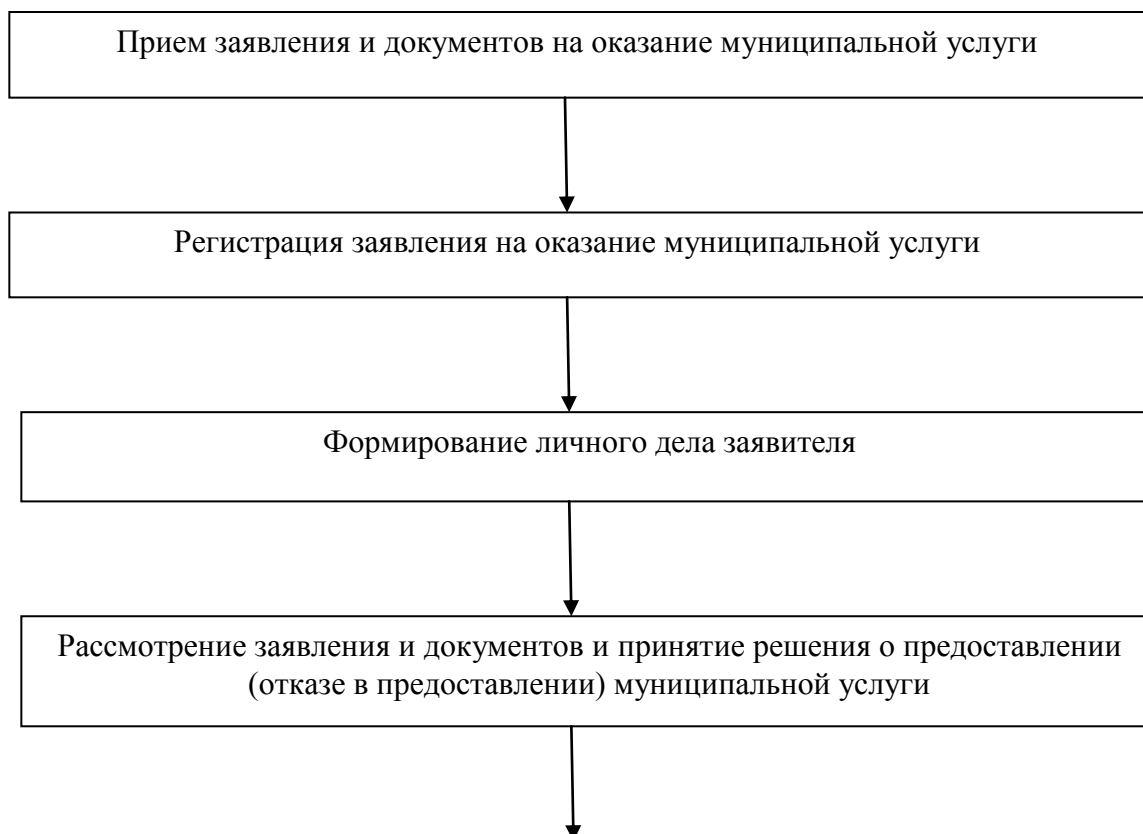 Прием заявления и документов на оказание муниципальной услуги
Регистрация заявления на оказание муниципальной услуги
Формирование личного дела заявителя
Рассмотрение заявления и документов и принятие решения о предоставлении
(отказе в предоставлении) муниципальной услуги